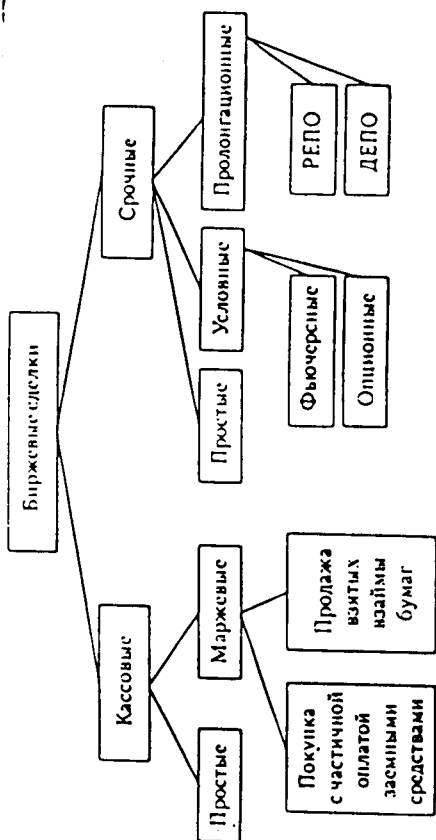 Биржевые сделки
Кассовые
Срочные
Простые
Маржевые
Простые
Условные
Пролонгационные
Покупка
с частичной
оплатой
заемными
средствами
Продажа
взятых
взаймы
бумаг
Фьючерсные
Опционные
РЕПО
ДЕПО